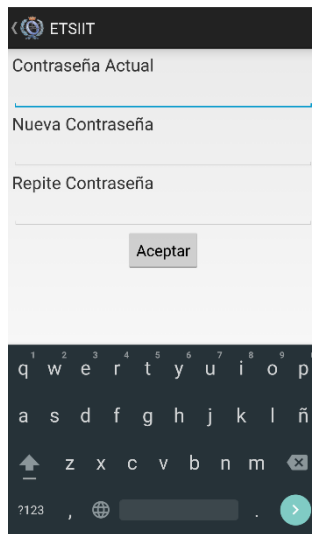 ETSIIT
Contraseña Actual
Nueva Contraseña
Repite Contraseña
Aceptar
1 2 3 4 5 6 7 8 9
q w e r t y u i o p
a s d f g h j k l ñ
z x c v b n m
?123 , .